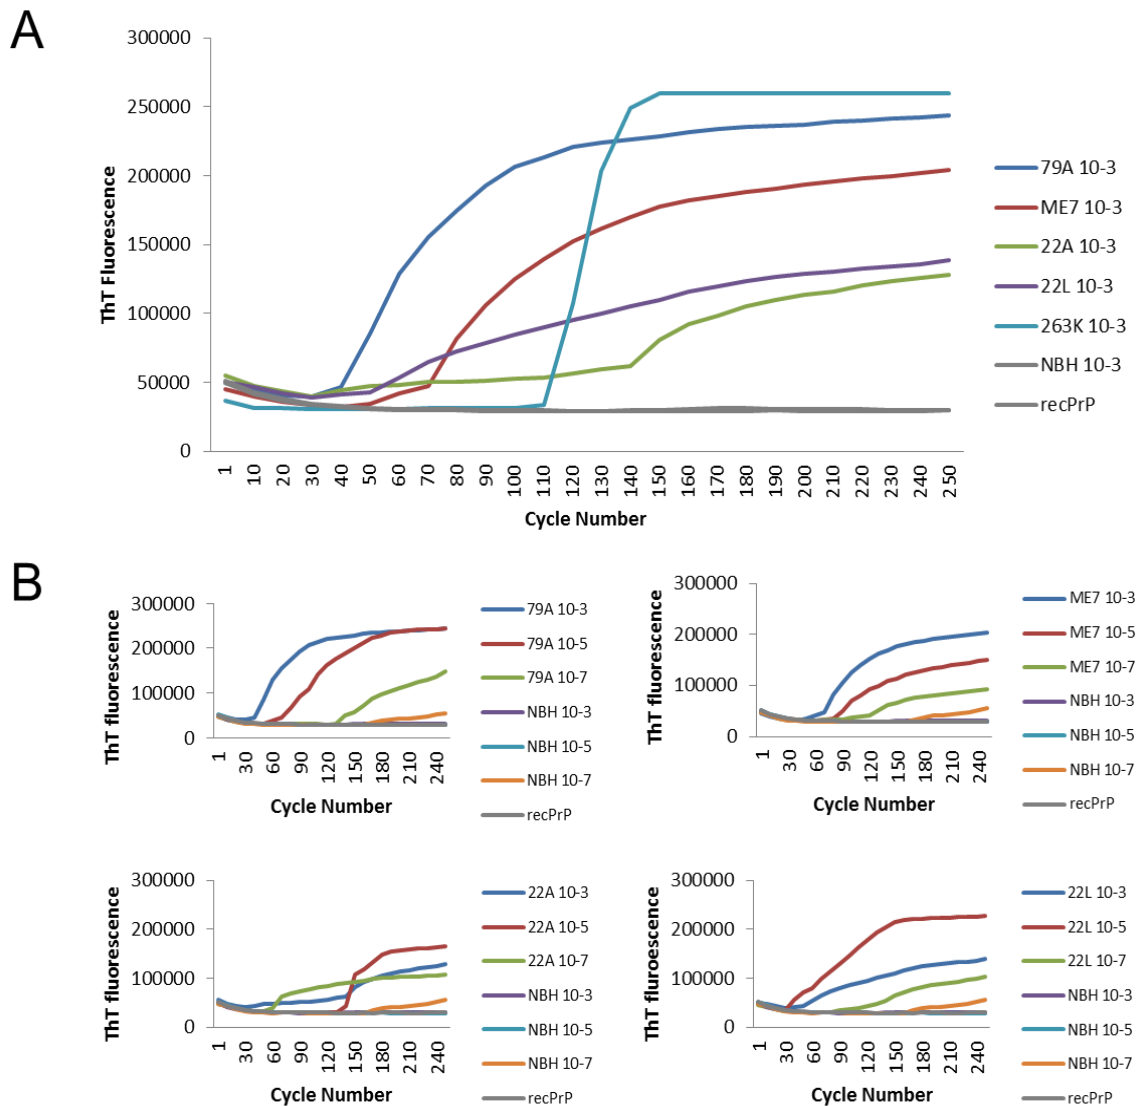 A
300000
250000
200000
150000
100000
50000
0
ThT Fluorescence
1 10 20 30 40 50 60 70 80 90 100 110 120 130 140 150 160 170 180 190 200 210 220 230 240 250
Cycle Number
79A 10-3
ME7 10-3
22A 10-3
22L 10-3
263K 10-3
NBH 10-3
recPrP
B
300000
200000
100000
0
ThT fluorescence
1 30 60 90 120 150 180 210 240
Cycle Number
79A 10-3
79A 10-5
79A 10-7
NBH 10-3
NBH 10-5
NBH 10-7
recPrP
300000
200000
100000
0
ThT fluorescence
1 30 60 90 120 150 180 210 240
Cycle Number
ME7 10-3
ME7 10-5
ME7 10-7
NBH 10-3
NBH 10-5
NBH 10-7
recPrP
300000
200000
100000
0
ThT fluorescence
1 30 60 90 120 150 180 210 240
Cycle Number
22A 10-3
22A 10-5
22A 10-7
NBH 10-3
NBH 10-5
NBH 10-7
recPrP
300000
200000
100000
0
ThT fluroescence
1 30 60 90 120 150 180 210 240
Cycle Number
22L 10-3
22L 10-5
22L 10-7
NBH 10-3
NBH 10-5
NBH 10-7
recPrP